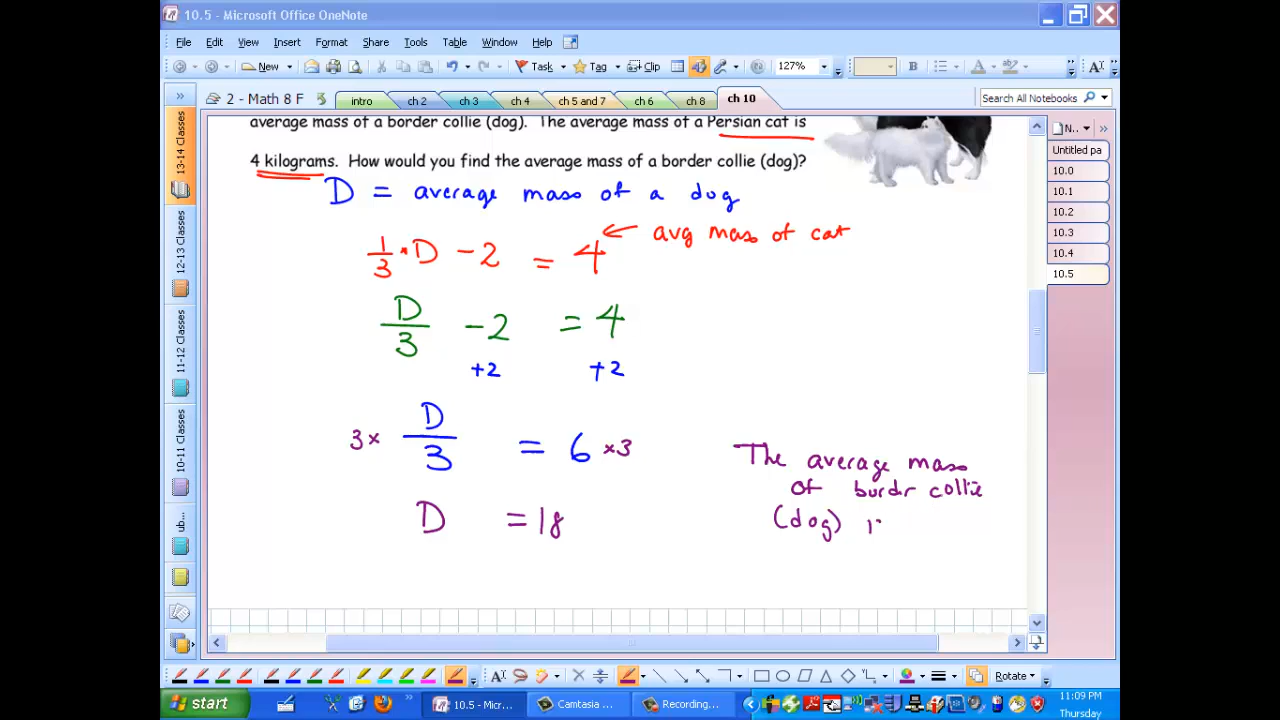 10.5 - Microsoft Office OneNote
File Edit View Insert Format Share Tools Table Window Help
New Task Tag Clip 127% B A A
2 - Math 8 F intro ch 2 ch 3 ch 4 ch 5 and 7 ch 6 ch 8 ch 10 Search All Notebooks
average mass of a border collie (dog). The average mass of a Persian cat is
4 kilograms. How would you find the average mass of a border collie (dog)?
D = average mass of a dog
1/3 • D - 2 = 4 ← avg mass of cat
D/3 - 2 = 4
+2 +2
3 × D/3 = 6 × 3
D = 18
The average mass
of bordr collie
(dog) i
13-14 Classes
12-13 Classes
11-12 Classes
10-11 Classes
ub...
N..
Untitled pa
10.0
10.1
10.2
10.3
10.4
10.5
A Rotate
start 10.5 - Micr... Camtasia ... Recording... 11:09 PM
Thursday